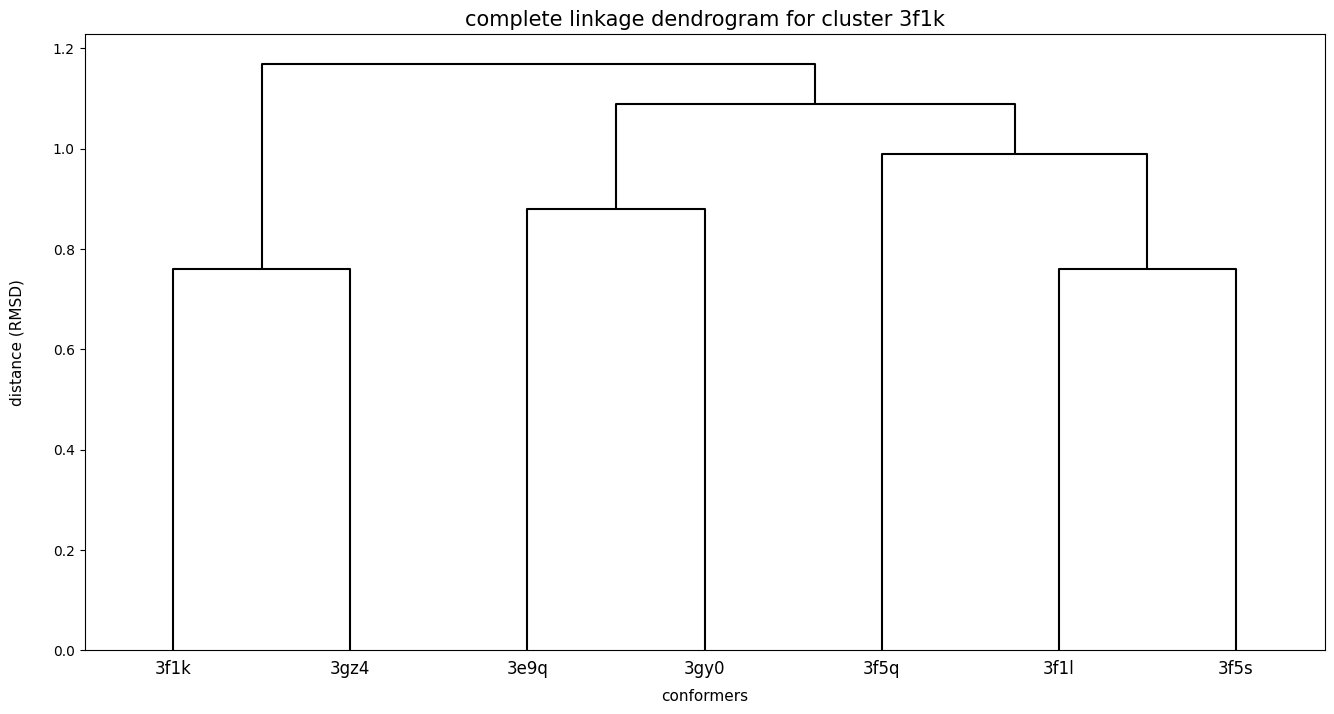 complete linkage dendrogram for cluster 3f1k
1.2
1.0
0.8
0.6
0.4
0.2
0.0
distance (RMSD)
3f1k 3gz4 3e9q 3gy0 3f5q 3f1l 3f5s
conformers